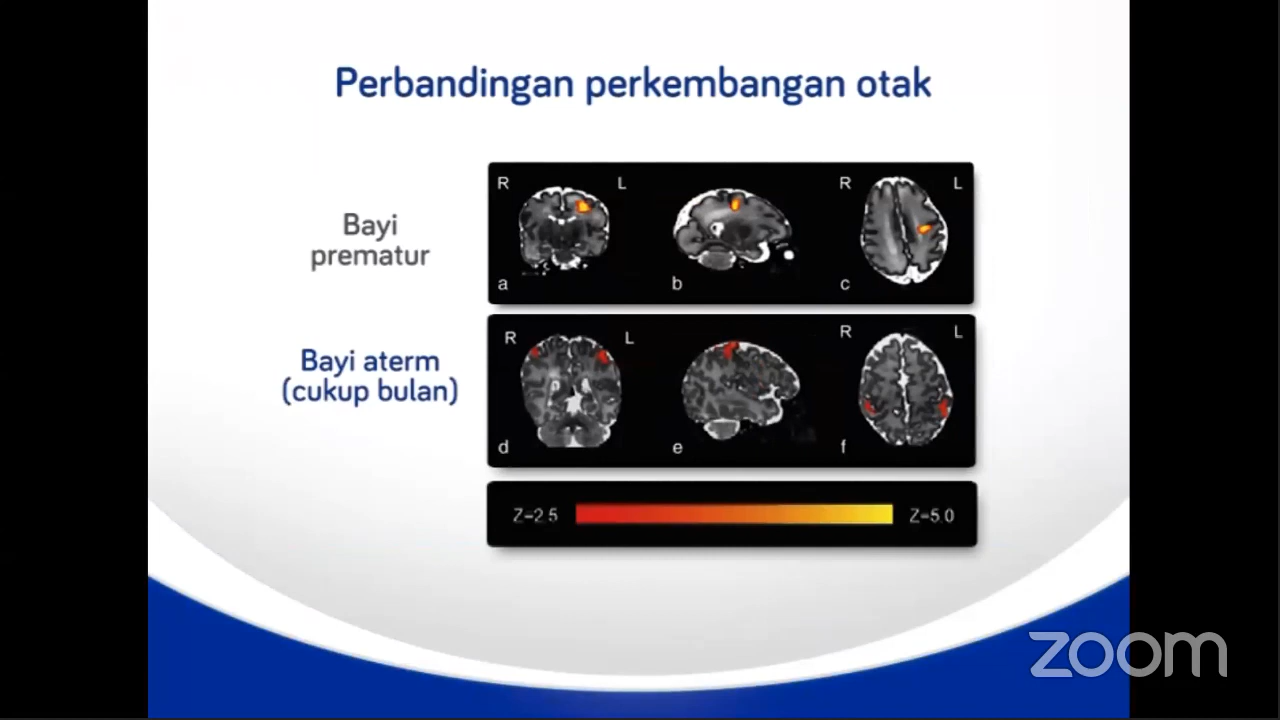 Perbandingan perkembangan otak
Bayi
prematur
R L R L
a b c
Bayi aterm
(cukup bulan)
R L R L
d e f
Z=2.5 Z=5.0
zoom